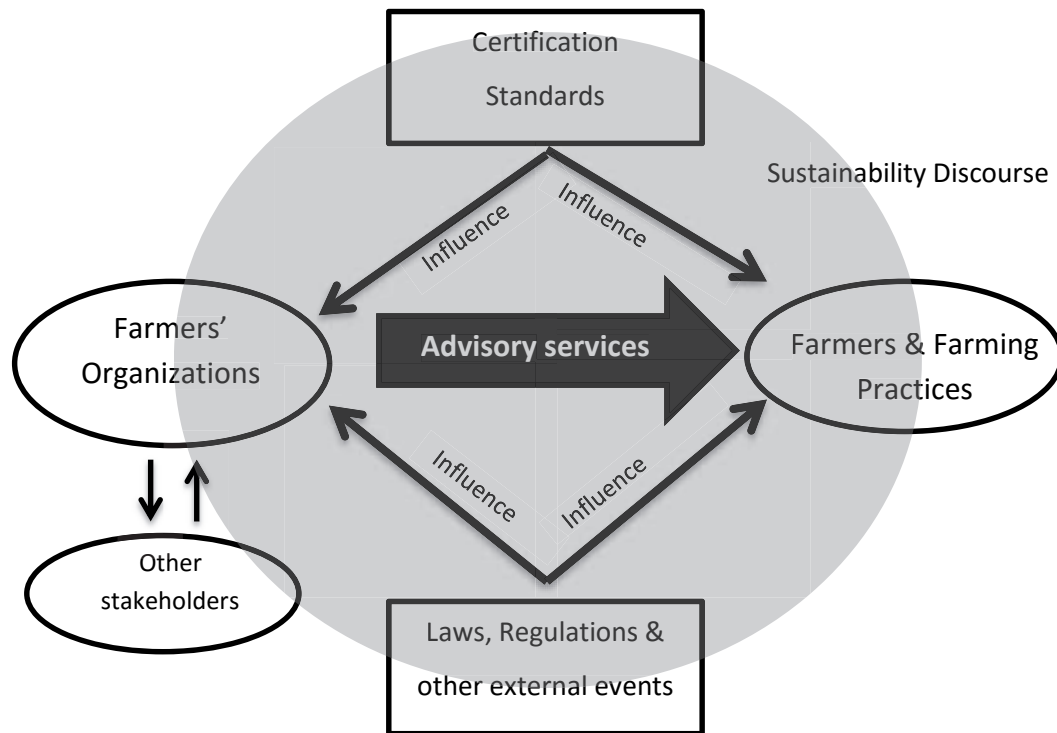 Certification
Standards
Sustainability Discourse
Influence
Influence
Farmers’
Organizations
Advisory services
Farmers & Farming
Practices
Influence
Influence
Other
stakeholders
Laws, Regulations &
other external events